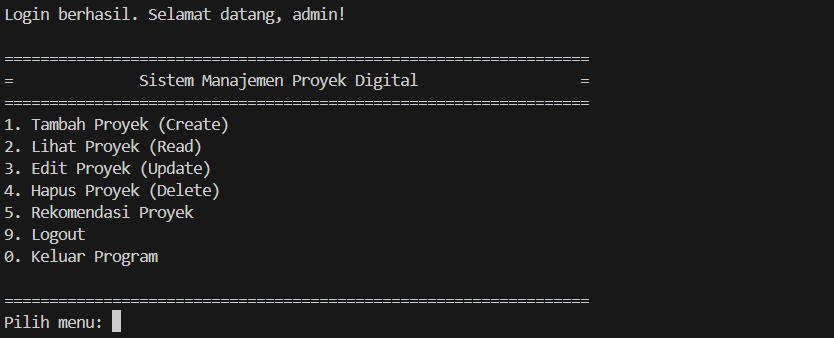 Login berhasil. Selamat datang, admin!
=================================================================
=              Sistem Manajemen Proyek Digital                  =
=================================================================
1. Tambah Proyek (Create)
2. Lihat Proyek (Read)
3. Edit Proyek (Update)
4. Hapus Proyek (Delete)
5. Rekomendasi Proyek
9. Logout
0. Keluar Program
=================================================================
Pilih menu: